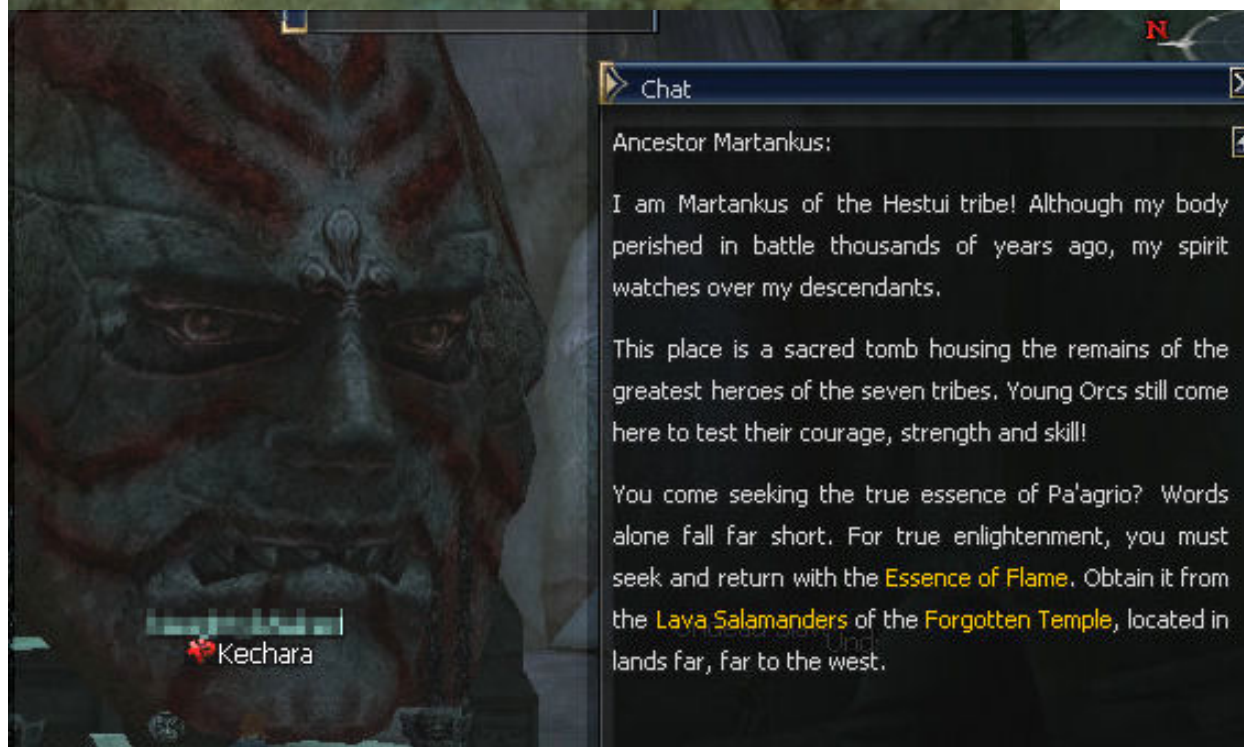 N
Chat
Ancestor Martankus:
I am Martankus of the Hestui tribe! Although my body
perished in battle thousands of years ago, my spirit
watches over my descendants.
This place is a sacred tomb housing the remains of the
greatest heroes of the seven tribes. Young Orcs still come
here to test their courage, strength and skill!
You come seeking the true essence of Pa'agrio? Words
alone fall far short. For true enlightenment, you must
seek and return with the Essence of Flame. Obtain it from
the Lava Salamanders of the Forgotten Temple, located in
lands far, far to the west.
Kechara